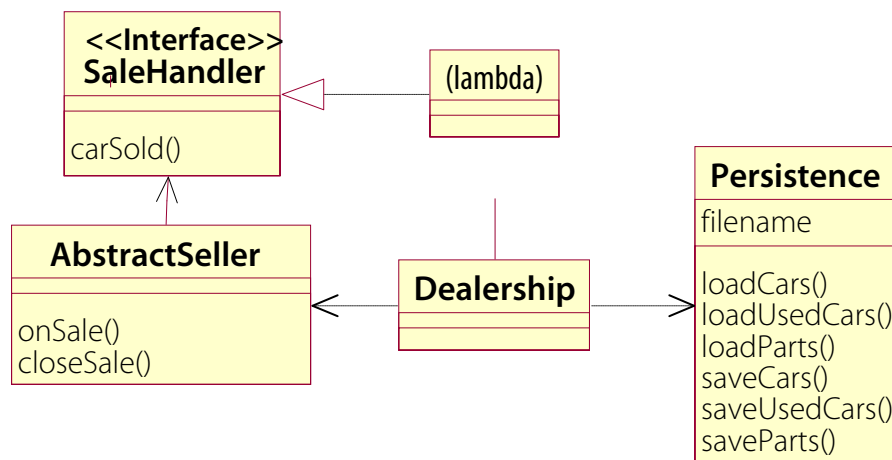 <<Interface>>
SaleHandler
carSold()
(lambda)
AbstractSeller
onSale()
closeSale()
Dealership
Persistence
filename
loadCars()
loadUsedCars()
loadParts()
saveCars()
saveUsedCars()
saveParts()